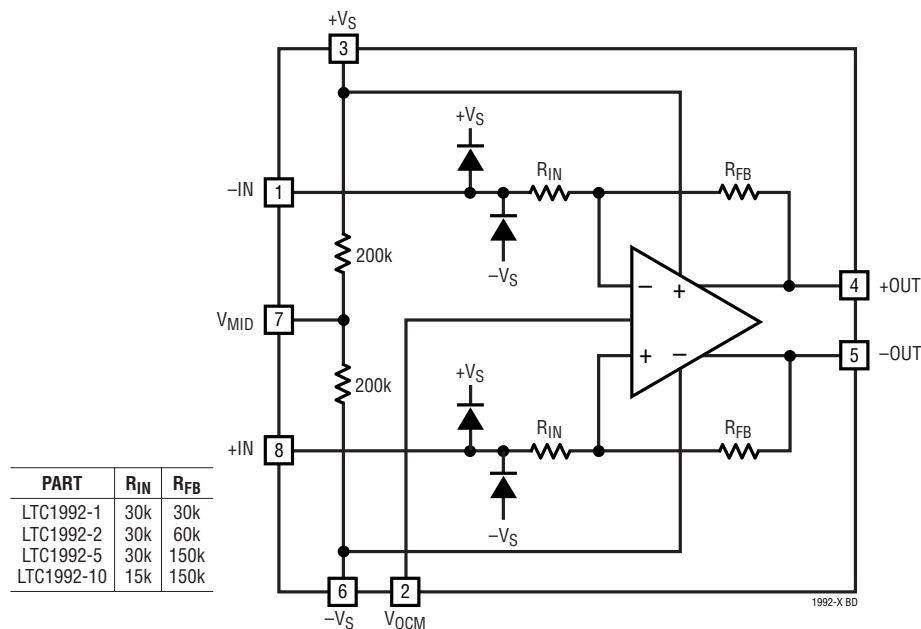 +VS
3
+VS
–IN
1
RIN
RFB
–VS
200k
– +
4
+OUT
VMID
7
5
–OUT
+ –
200k
+VS
+IN
8
RIN
RFB
–VS
PART RIN RFB
LTC1992-1 30k 30k
LTC1992-2 30k 60k
LTC1992-5 30k 150k
LTC1992-10 15k 150k
6
2
–VS
VOCM
1992-X BD